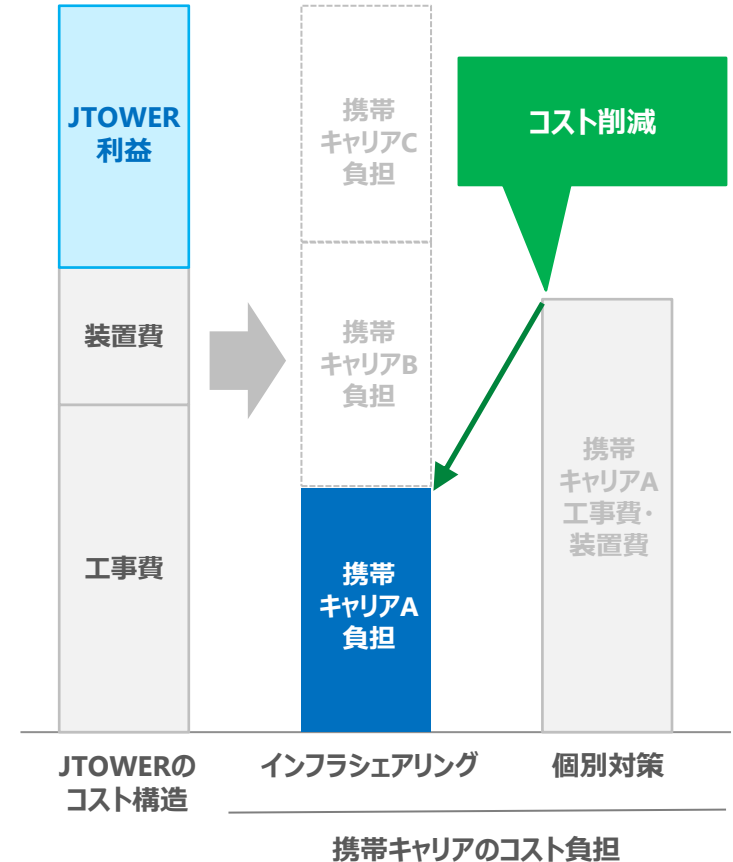 JTOWER
利益
装置費
工事費
携帯
キャリアC
負担
携帯
キャリアB
負担
携帯
キャリアA
負担
コスト削減
携帯
キャリアA
工事費・
装置費
JTOWERの
コスト構造
インフラシェアリング
個別対策
携帯キャリアのコスト負担